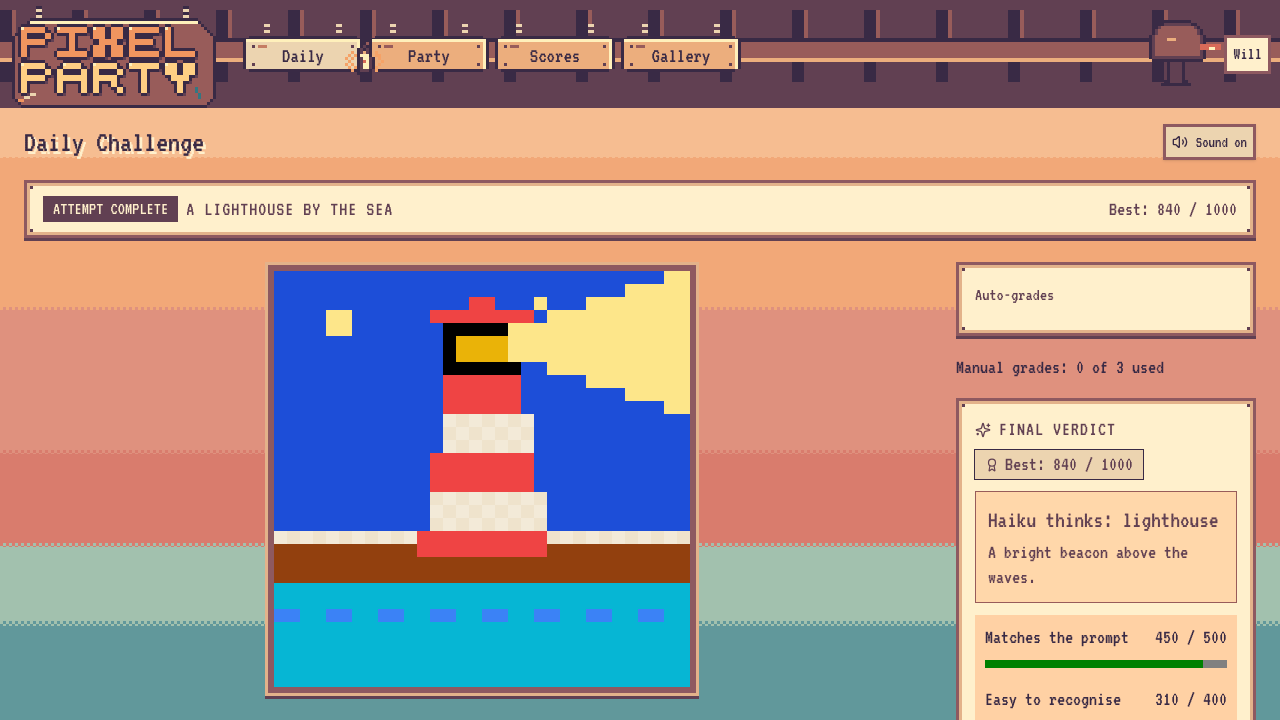 PIXEL
PARTY
Daily
Party
Scores
Gallery
Will
Daily Challenge
Sound on
ATTEMPT COMPLETE
A LIGHTHOUSE BY THE SEA
Best: 840 / 1000
Auto-grades
Manual grades: 0 of 3 used
FINAL VERDICT
Best: 840 / 1000
Haiku thinks: lighthouse
A bright beacon above the
waves.
Matches the prompt 450 / 500
Easy to recognise 310 / 400